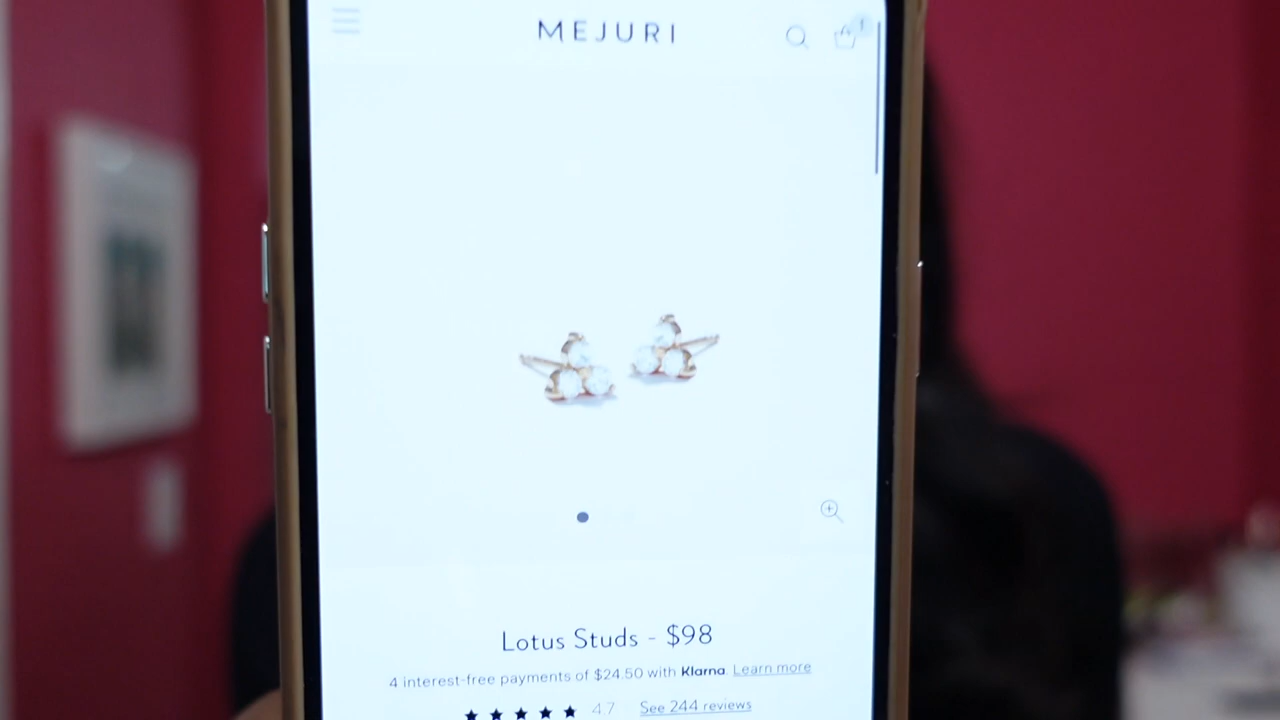 MEJURI
1
Lotus Studs - $98
4 interest-free payments of $24.50 with Klarna. Learn more
4.7 See 244 reviews